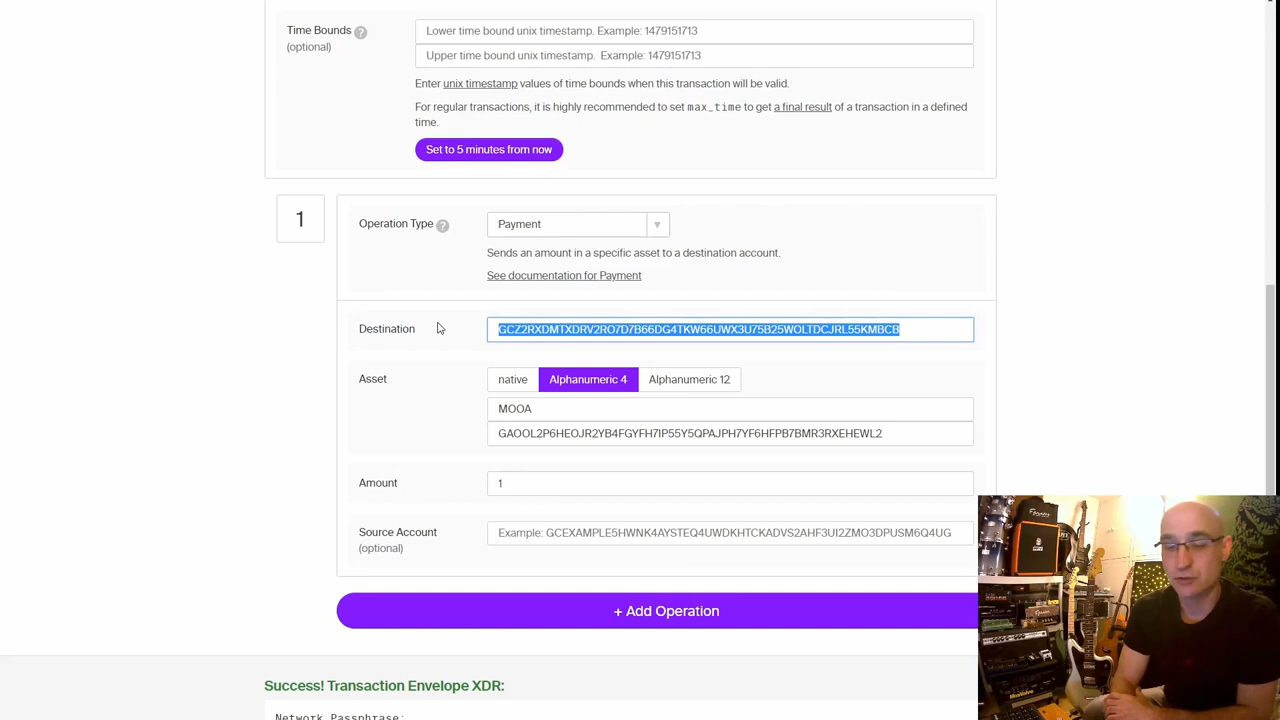 Time Bounds
(optional)
Lower time bound unix timestamp. Example: 1479151713
Upper time bound unix timestamp. Example: 1479151713
Enter unix timestamp values of time bounds when this transaction will be valid.
For regular transactions, it is highly recommended to set max_time to get a final result of a transaction in a defined
time.
Set to 5 minutes from now
1
Operation Type
Payment
Sends an amount in a specific asset to a destination account.
See documentation for Payment
Destination
GCZ2RXDMTXDRV2RO7D7B66DG4TKW66UWX3U75B25WOLTDCJRL55KMBCB
Asset
native
Alphanumeric 4
Alphanumeric 12
MOOA
GAOOL2P6HEOJR2YB4FGYFH7IP55Y5QPAJPH7YF6HFPB7BMR3RXEHEWL2
Amount
1
Source Account
(optional)
Example: GCEXAMPLE5HWNK4AYSTEQ4UWDKHTCKADVS2AHF3UI2ZMO3DPUSM6Q4UG
+ Add Operation
Success! Transaction Envelope XDR:
Network Passphrase: